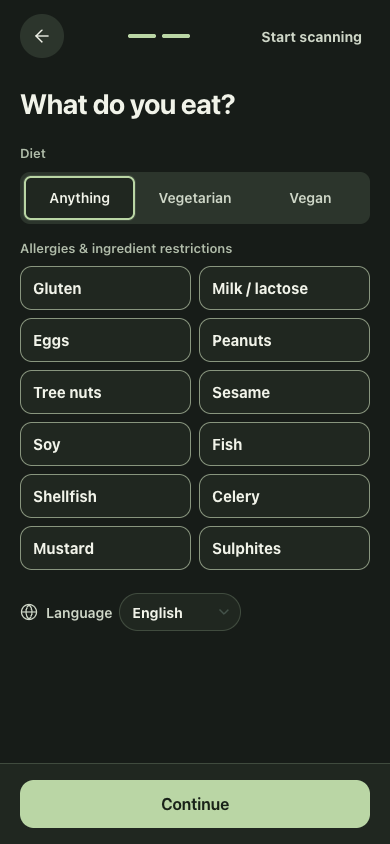 Start scanning
What do you eat?
Diet
Anything Vegetarian Vegan
Allergies & ingredient restrictions
Gluten Milk / lactose
Eggs Peanuts
Tree nuts Sesame
Soy Fish
Shellfish Celery
Mustard Sulphites
Language English
Continue